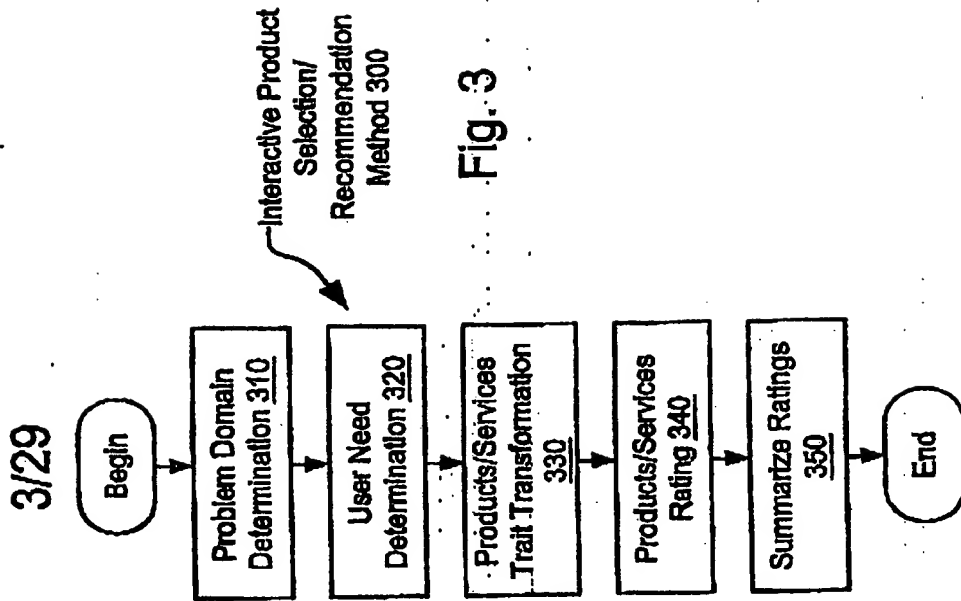 3/29
Begin
Problem Domain
Determination 310
User Need
Determination 320
Products/Services
Trait Transformation
330
Products/Services
Rating 340
Summarize Ratings
350
End
Interactive Product
Selection/
Recommendation
Method 300
Fig. 3